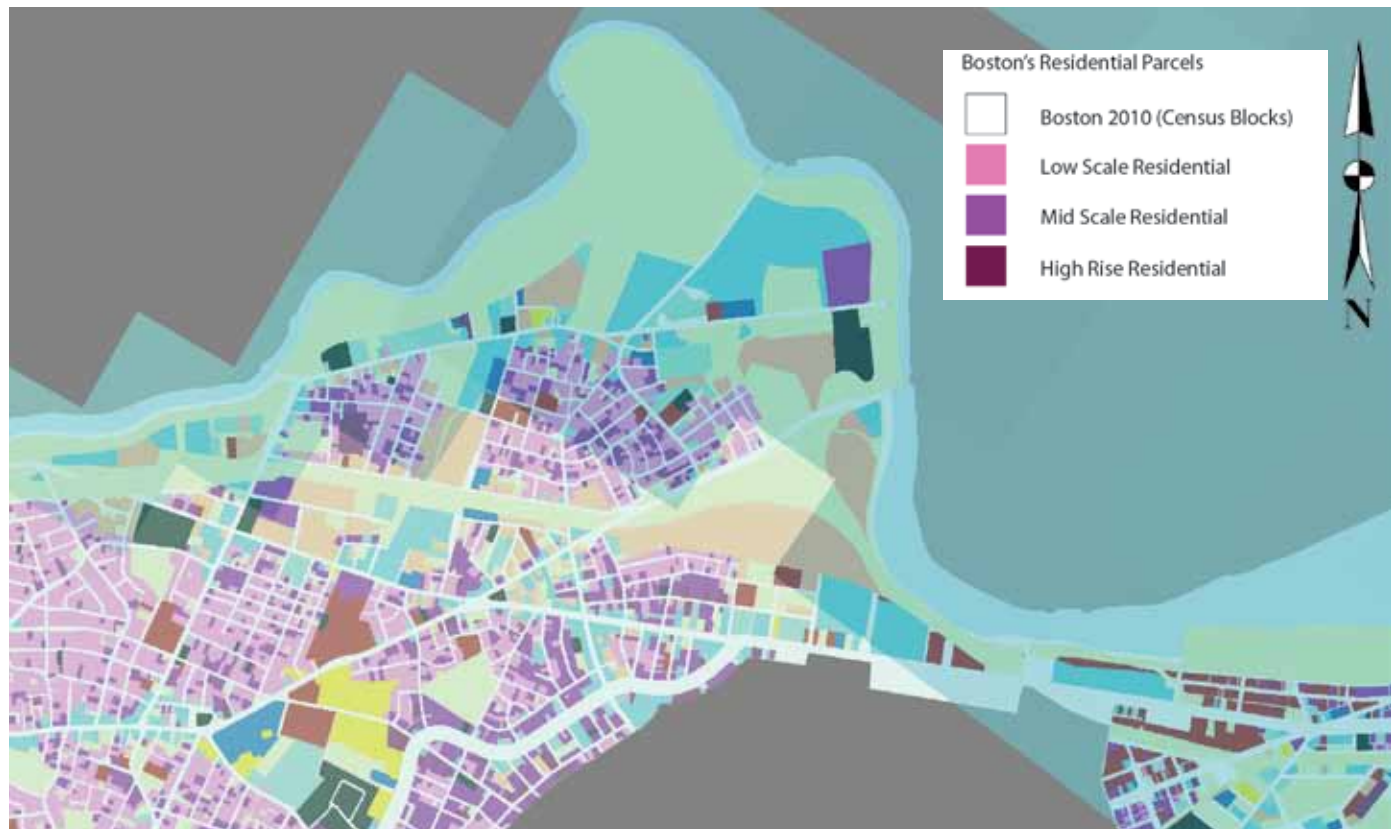 Boston's Residential Parcels
Boston 2010 (Census Blocks)
Low Scale Residential
Mid Scale Residential
High Rise Residential
N